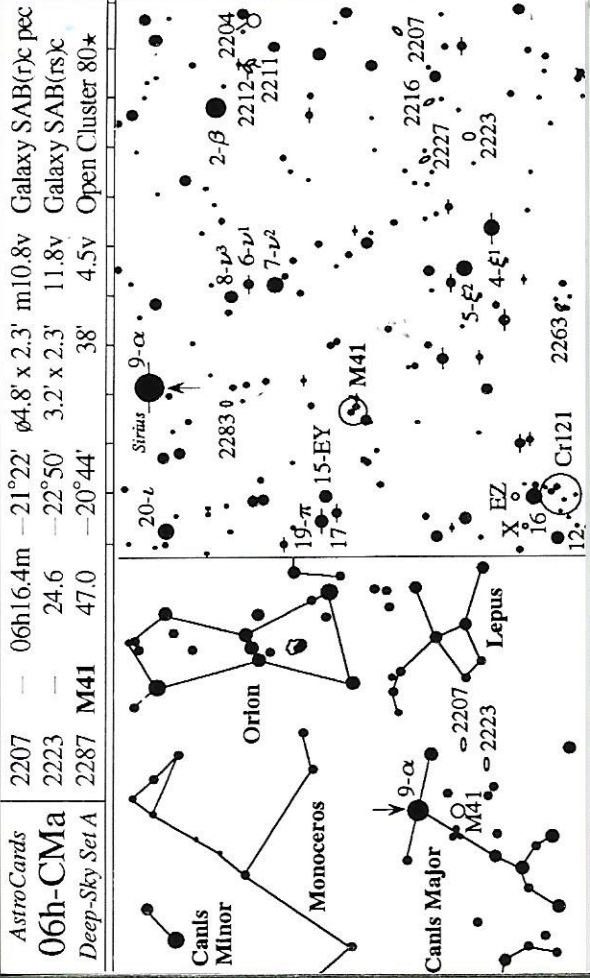 AstroCards
06h-CMa
Deep-Sky Set A
2207 — 06h16.4m —21°22' ø4.8' x 2.3' m10.8v Galaxy SAB(r)c pec
2223 — 24.6 —22°50' 3.2' x 2.3' 11.8v Galaxy SAB(rs)c
2287 M41 47.0 —20°44' 38' 4.5v Open Cluster 80★
Canis
Minor
Monoceros
Orion
Canis Major
9-α
M41
2207
2223
Lepus
20-ι
Sirius
9-α
2283
19-π
15-EY
17
M41
8-ν³
6-ν¹
7-ν²
2-β
2204
2212
2211
2207
2216
2227
2223
5-ξ²
4-ξ¹
2263
X
EZ
16
12
Cr121